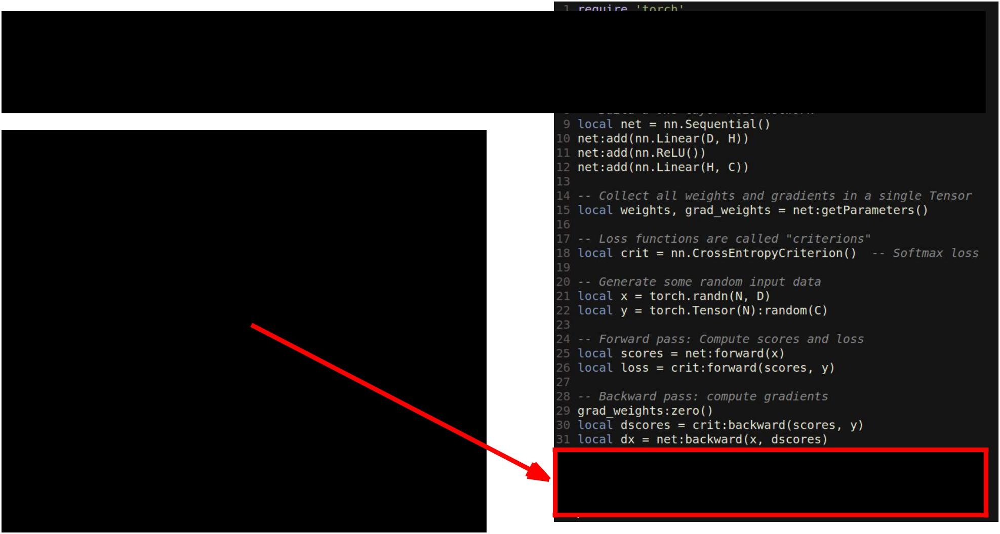 1 require 'torch'
9 local net = nn.Sequential()
10 net:add(nn.Linear(D, H))
11 net:add(nn.ReLU())
12 net:add(nn.Linear(H, C))
13
14 -- Collect all weights and gradients in a single Tensor
15 local weights, grad_weights = net:getParameters()
16
17 -- Loss functions are called "criterions"
18 local crit = nn.CrossEntropyCriterion()  -- Softmax loss
19
20 -- Generate some random input data
21 local x = torch.randn(N, D)
22 local y = torch.Tensor(N):random(C)
23
24 -- Forward pass: Compute scores and loss
25 local scores = net:forward(x)
26 local loss = crit:forward(scores, y)
27
28 -- Backward pass: compute gradients
29 grad_weights:zero()
30 local dscores = crit:backward(scores, y)
31 local dx = net:backward(x, dscores)